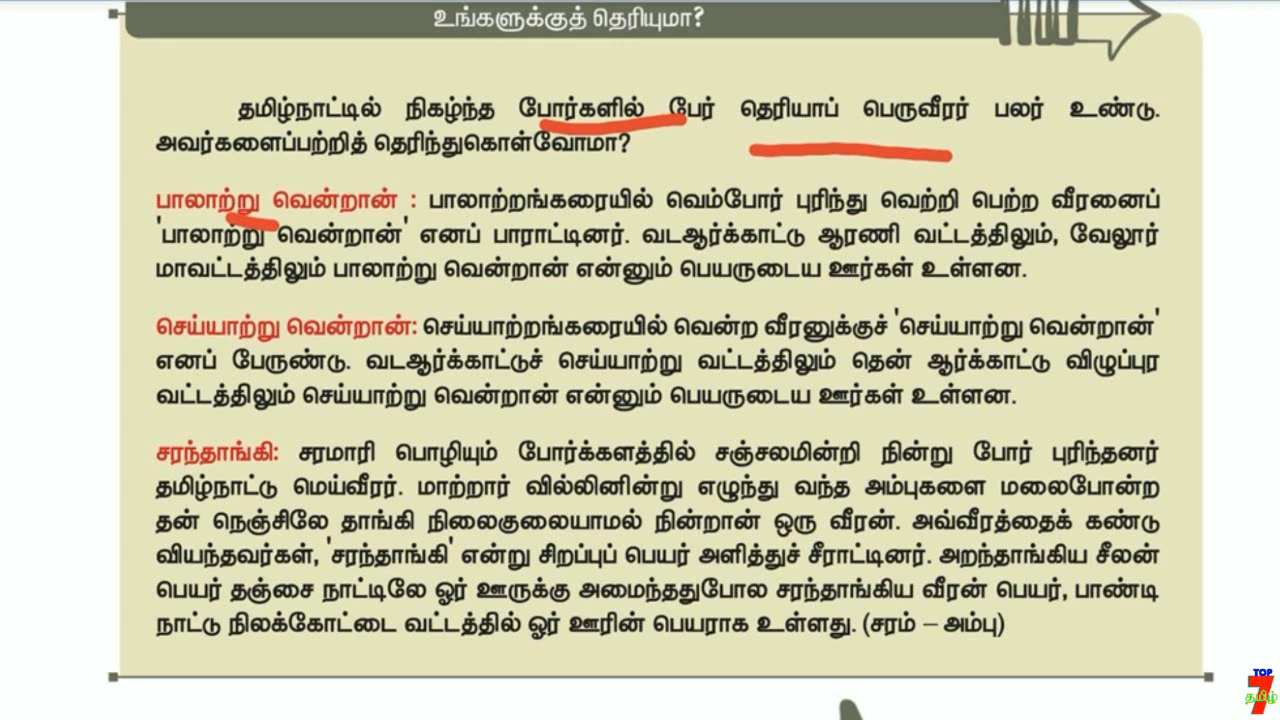 உங்களுக்குத் தெரியுமா?
தமிழ்நாட்டில் நிகழ்ந்த போர்களில் பேர் தெரியாப் பெருவீரர் பலர் உண்டு.
அவர்களைப்பற்றித் தெரிந்துகொள்வோமா?
பாலாற்று வென்றான் : பாலாற்றங்கரையில் வெம்போர் புரிந்து வெற்றி பெற்ற வீரனைப்
'பாலாற்று வென்றான்' எனப் பாராட்டினர். வடஆர்க்காட்டு ஆரணி வட்டத்திலும், வேலூர்
மாவட்டத்திலும் பாலாற்று வென்றான் என்னும் பெயருடைய ஊர்கள் உள்ளன.
செய்யாற்று வென்றான்: செய்யாற்றங்கரையில் வென்ற வீரனுக்குச் 'செய்யாற்று வென்றான்'
எனப் பேருண்டு. வடஆர்க்காட்டுச் செய்யாற்று வட்டத்திலும் தென் ஆர்க்காட்டு விழுப்புர
வட்டத்திலும் செய்யாற்று வென்றான் என்னும் பெயருடைய ஊர்கள் உள்ளன.
சரந்தாங்கி: சரமாரி பொழியும் போர்க்களத்தில் சஞ்சலமின்றி நின்று போர் புரிந்தனர்
தமிழ்நாட்டு மெய்வீரர். மாற்றார் வில்லினின்று எழுந்து வந்த அம்புகளை மலைபோன்ற
தன் நெஞ்சிலே தாங்கி நிலைகுலையாமல் நின்றான் ஒரு வீரன். அவ்வீரத்தைக் கண்டு
வியந்தவர்கள், 'சரந்தாங்கி' என்று சிறப்புப் பெயர் அளித்துச் சீராட்டினர். அறந்தாங்கிய சீலன்
பெயர் தஞ்சை நாட்டிலே ஓர் ஊருக்கு அமைந்ததுபோல சரந்தாங்கிய வீரன் பெயர், பாண்டி
நாட்டு நிலக்கோட்டை வட்டத்தில் ஓர் ஊரின் பெயராக உள்ளது. (சரம் – அம்பு)
TOP
7
தமிழ்